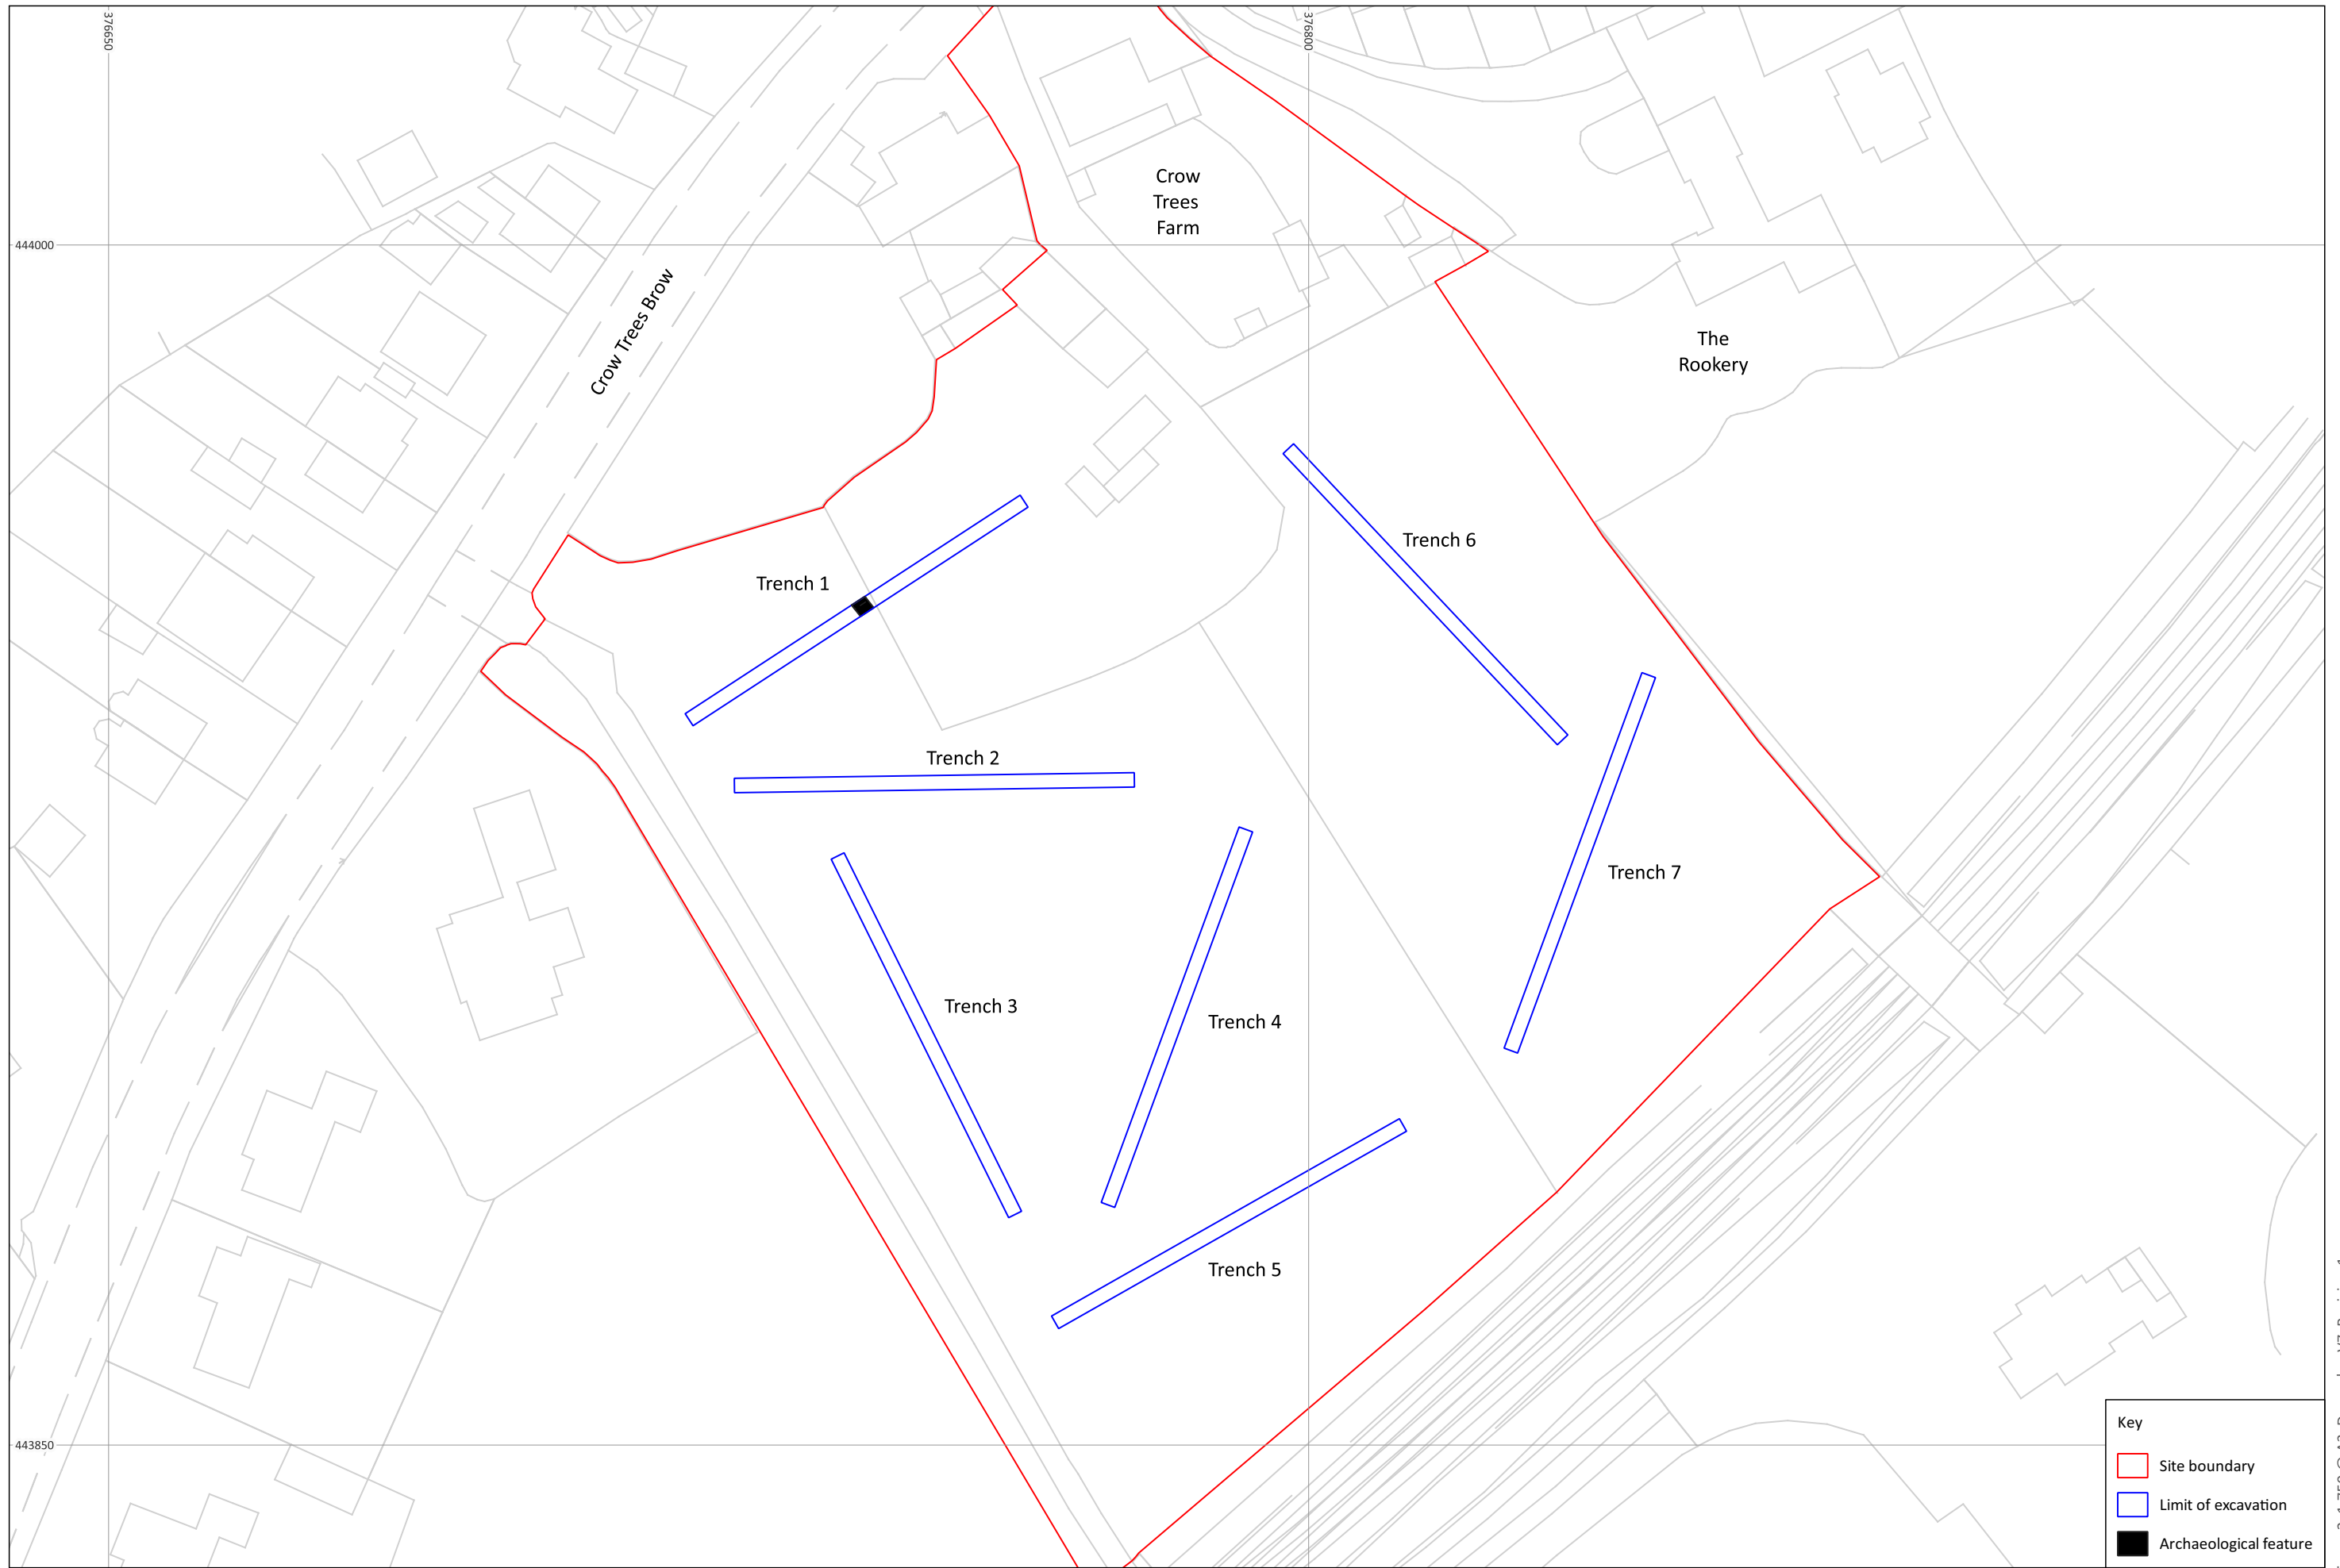 376650
376800
Crow
Trees
Farm
444000
Crow Trees Brow
The
Rookery
Trench 6
Trench 1
Trench 2
Trench 7
Trench 3
Trench 4
Trench 5
Key
443850
Site boundary
Limit of excavation
Archaeological feature